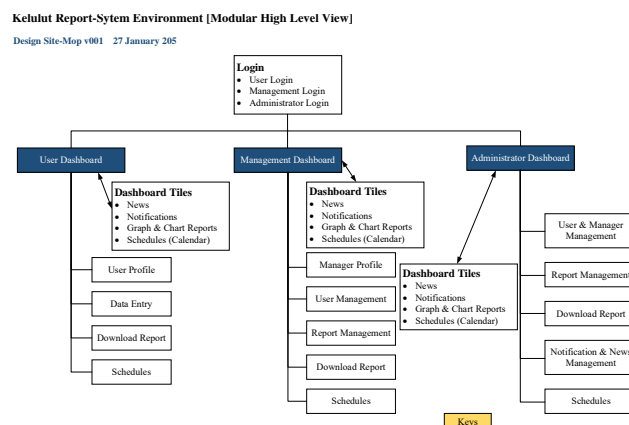 Kelulut Report-Sytem Environment [Modular High Level View]
Design Site-Mop v001 27 January 205
Login
• User Login
• Management Login
• Administrator Login
User Dashboard
Management Dashboard
Administrator Dashboard
Dashboard Tiles
• News
• Notifications
• Graph & Chart Reports
• Schedules (Calendar)
User Profile
Data Entry
Download Report
Schedules
Dashboard Tiles
• News
• Notifications
• Graph & Chart Reports
• Schedules (Calendar)
Manager Profile
User Management
Report Management
Download Report
Schedules
Dashboard Tiles
• News
• Notifications
• Graph & Chart Reports
• Schedules (Calendar)
User & Manager
Management
Report Management
Download Report
Notification & News
Management
Schedules
Keys